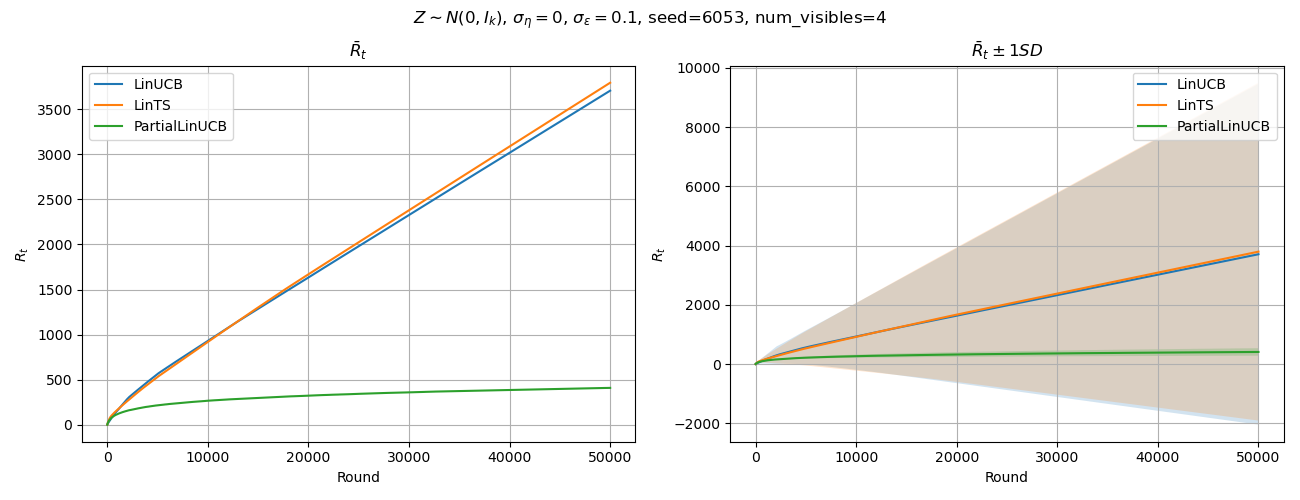 Z ∼ N(0, I_k), σ_η = 0, σ_ε = 0.1, seed=6053, num_visibles=4
R̄_t
LinUCB
LinTS
PartialLinUCB
R_t
3500
3000
2500
2000
1500
1000
500
0
0 10000 20000 30000 40000 50000
Round
R̄_t ± 1SD
LinUCB
LinTS
PartialLinUCB
R_t
10000
8000
6000
4000
2000
0
−2000
0 10000 20000 30000 40000 50000
Round